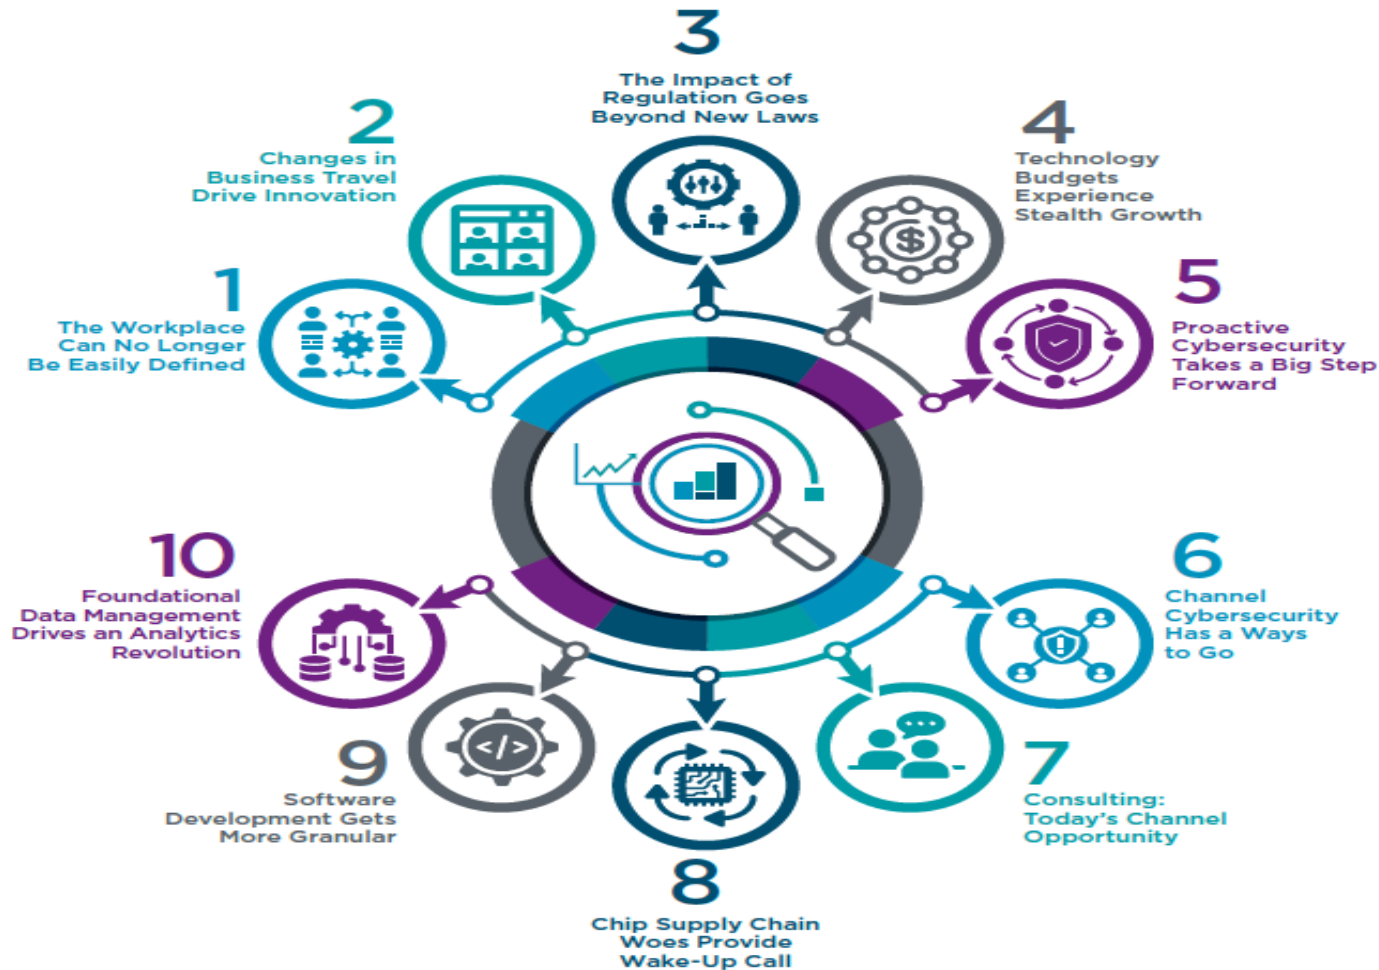 1
The Workplace
Can No Longer
Be Easily Defined
2
Changes in
Business Travel
Drive Innovation
3
The Impact of
Regulation Goes
Beyond New Laws
4
Technology
Budgets
Experience
Stealth Growth
5
Proactive
Cybersecurity
Takes a Big Step
Forward
6
Channel
Cybersecurity
Has a Ways
to Go
7
Consulting:
Today's Channel
Opportunity
8
Chip Supply Chain
Woes Provide
Wake-Up Call
9
Software
Development Gets
More Granular
10
Foundational
Data Management
Drives an Analytics
Revolution
$
</>